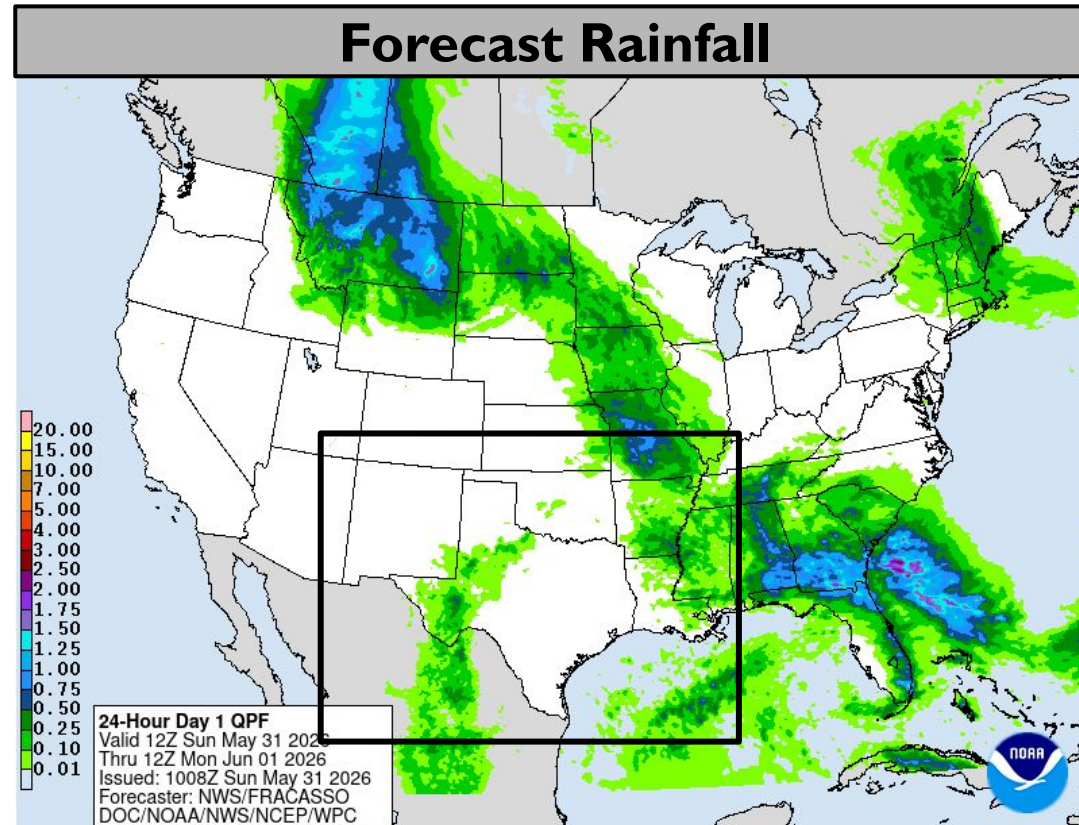 Forecast Rainfall
20.00
15.00
10.00
7.00
5.00
4.00
3.00
2.50
2.00
1.75
1.50
1.25
1.00
0.75
0.50
0.25
0.10
0.01
24-Hour Day 1 QPF
Valid 12Z Sun May 31 2026
Thru 12Z Mon Jun 01 2026
Issued: 1008Z Sun May 31 2026
Forecaster: NWS/FRACASSO
DOC/NOAA/NWS/NCEP/WPC
NOAA